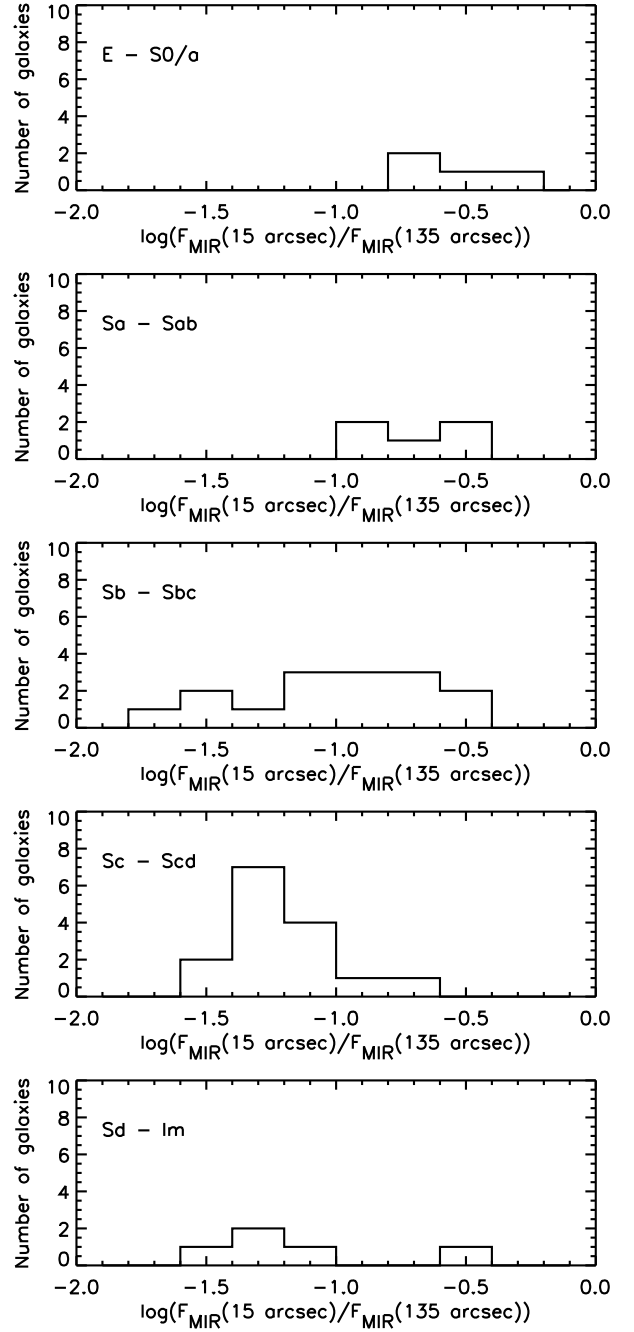 10
8
6
4
2
0
Number of galaxies
E – S0/a
−2.0 −1.5 −1.0 −0.5 0.0
log(F_MIR(15 arcsec)/F_MIR(135 arcsec))
10
8
6
4
2
0
Number of galaxies
Sa – Sab
−2.0 −1.5 −1.0 −0.5 0.0
log(F_MIR(15 arcsec)/F_MIR(135 arcsec))
10
8
6
4
2
0
Number of galaxies
Sb – Sbc
−2.0 −1.5 −1.0 −0.5 0.0
log(F_MIR(15 arcsec)/F_MIR(135 arcsec))
10
8
6
4
2
0
Number of galaxies
Sc – Scd
−2.0 −1.5 −1.0 −0.5 0.0
log(F_MIR(15 arcsec)/F_MIR(135 arcsec))
10
8
6
4
2
0
Number of galaxies
Sd – Im
−2.0 −1.5 −1.0 −0.5 0.0
log(F_MIR(15 arcsec)/F_MIR(135 arcsec))